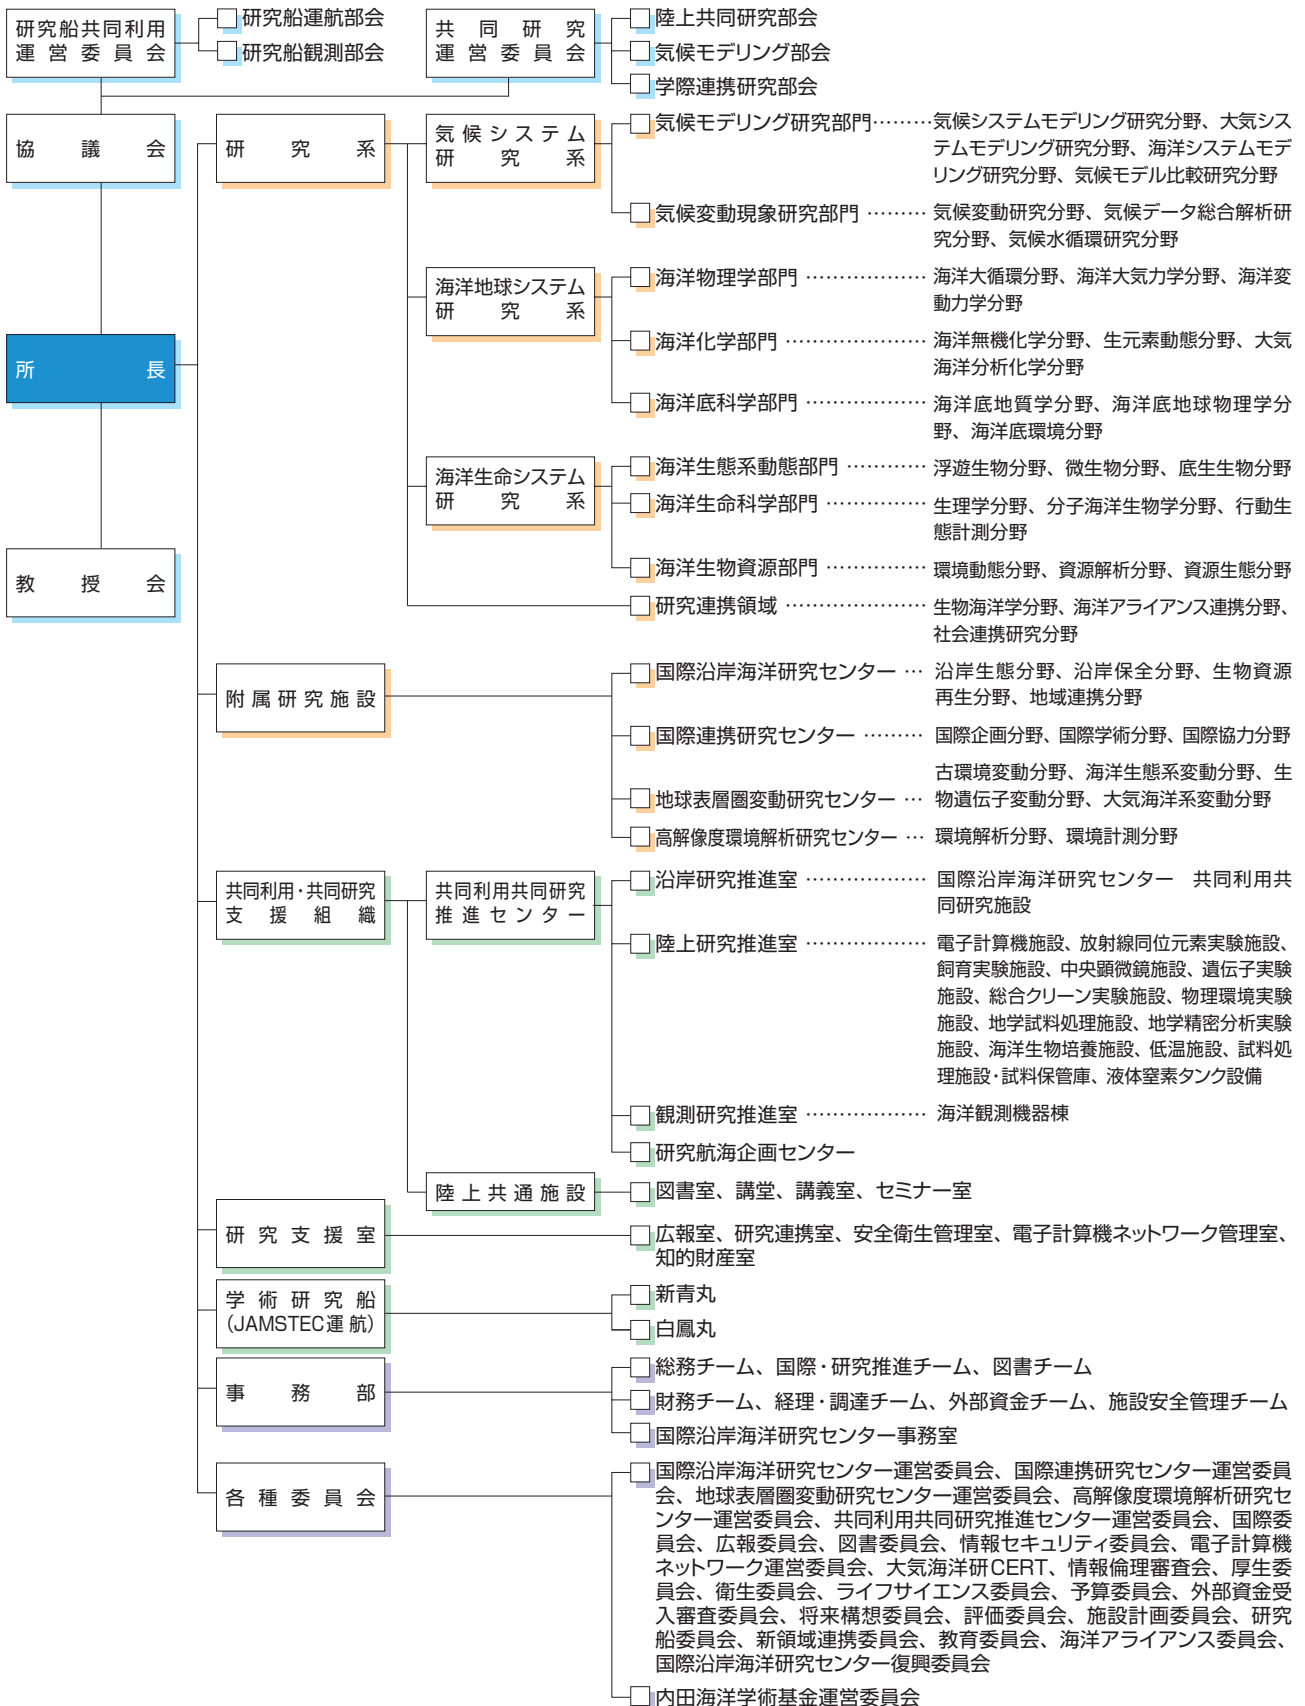 研究船共同利用
運営委員会
研究船運航部会
研究船観測部会
共同研究
運営委員会
陸上共同研究部会
気候モデリング部会
学際連携研究部会
協議会
所長
教授会
研究系
気候システム
研究系
気候モデリング研究部門………気候システムモデリング研究分野、大気シス
テムモデリング研究分野、海洋システムモデ
リング研究分野、気候モデル比較研究分野
気候変動現象研究部門………気候変動研究分野、気候データ総合解析研
究分野、気候水循環研究分野
海洋地球システム
研究系
海洋物理学部門………………海洋大循環分野、海洋大気力学分野、海洋変
動力学分野
海洋化学部門…………………海洋無機化学分野、生元素動態分野、大気
海洋分析化学分野
海洋底科学部門………………海洋底地質学分野、海洋底地球物理学分
野、海洋底環境分野
海洋生命システム
研究系
海洋生態系動態部門…………浮遊生物分野、微生物分野、底生生物分野
海洋生命科学部門……………生理学分野、分子海洋生物学分野、行動生
態計測分野
海洋生物資源部門……………環境動態分野、資源解析分野、資源生態分野
研究連携領域…………………生物海洋学分野、海洋アライアンス連携分野、
社会連携研究分野
附属研究施設
国際沿岸海洋研究センター…沿岸生態分野、沿岸保全分野、生物資源
再生分野、地域連携分野
国際連携研究センター………国際企画分野、国際学術分野、国際協力分野
古環境変動分野、海洋生態系変動分野、生
地球表層圏変動研究センター…物遺伝子変動分野、大気海洋系変動分野
高解像度環境解析研究センター…環境解析分野、環境計測分野
共同利用・共同研究
支援組織
共同利用共同研究
推進センター
沿岸研究推進室………………国際沿岸海洋研究センター　共同利用共
同研究施設
陸上研究推進室………………電子計算機施設、放射線同位元素実験施設、
飼育実験施設、中央顕微鏡施設、遺伝子実験
施設、総合クリーン実験施設、物理環境実験
施設、地学試料処理施設、地学精密分析実験
施設、海洋生物培養施設、低温施設、試料処
理施設・試料保管庫、液体窒素タンク設備
観測研究推進室………………海洋観測機器棟
研究航海企画センター
陸上共通施設
図書室、講堂、講義室、セミナー室
研究支援室
広報室、研究連携室、安全衛生管理室、電子計算機ネットワーク管理室、
知的財産室
学術研究船
(JAMSTEC運航)
新青丸
白鳳丸
事務部
総務チーム、国際・研究推進チーム、図書チーム
財務チーム、経理・調達チーム、外部資金チーム、施設安全管理チーム
国際沿岸海洋研究センター事務室
各種委員会
国際沿岸海洋研究センター運営委員会、国際連携研究センター運営委員
会、地球表層圏変動研究センター運営委員会、高解像度環境解析研究セ
ンター運営委員会、共同利用共同研究推進センター運営委員会、国際委
員会、広報委員会、図書委員会、情報セキュリティ委員会、電子計算機
ネットワーク運営委員会、大気海洋研CERT、情報倫理審査会、厚生委
員会、衛生委員会、ライフサイエンス委員会、予算委員会、外部資金受
入審査委員会、将来構想委員会、評価委員会、施設計画委員会、研究
船委員会、新領域連携委員会、教育委員会、海洋アライアンス委員会、
国際沿岸海洋研究センター復興委員会
内田海洋学術基金運営委員会